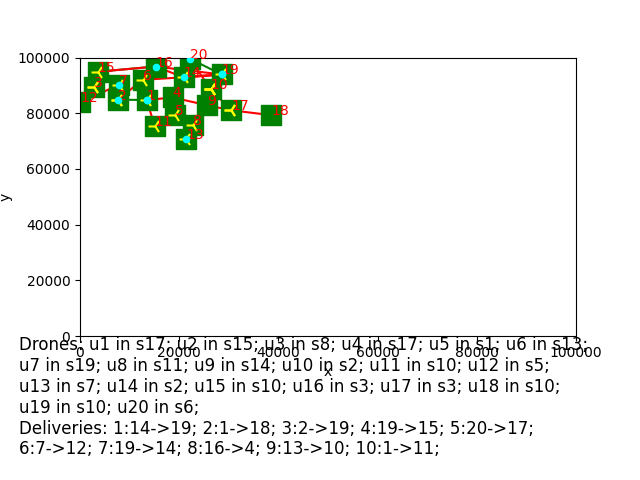 20
100000
80000
60000
40000
20000
0
y
16
19
17
18
0 20000 40000 60000 80000 100000
x
Drones: u1 in s17; u2 in s15; u3 in s8; u4 in s17; u5 in s1; u6 in s13;
u7 in s19; u8 in s11; u9 in s14; u10 in s2; u11 in s10; u12 in s5;
u13 in s7; u14 in s2; u15 in s10; u16 in s3; u17 in s3; u18 in s10;
u19 in s10; u20 in s6;
Deliveries: 1:14->19; 2:1->18; 3:2->19; 4:19->15; 5:20->17;
6:7->12; 7:19->14; 8:16->4; 9:13->10; 10:1->11;